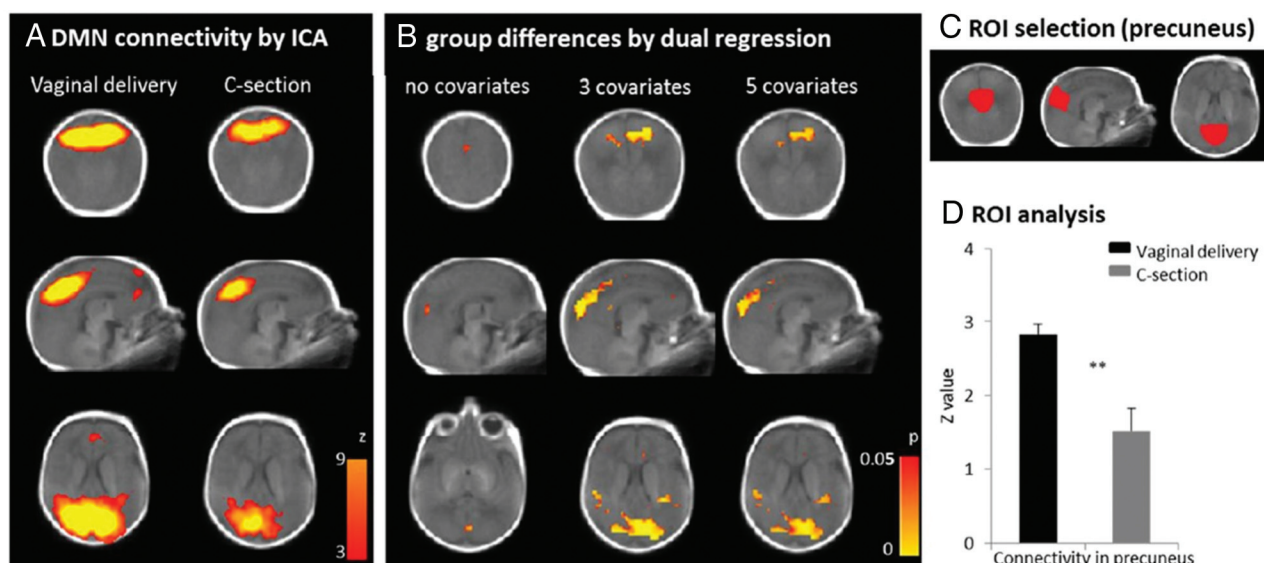 A DMN connectivity by ICA
Vaginal delivery C-section
z
9
3
B group differences by dual regression
no covariates 3 covariates 5 covariates
p
0.05
0
C ROI selection (precuneus)
D ROI analysis
4
3
2
1
0
Z value
Vaginal delivery
C-section
**
Connectivity in precuneus